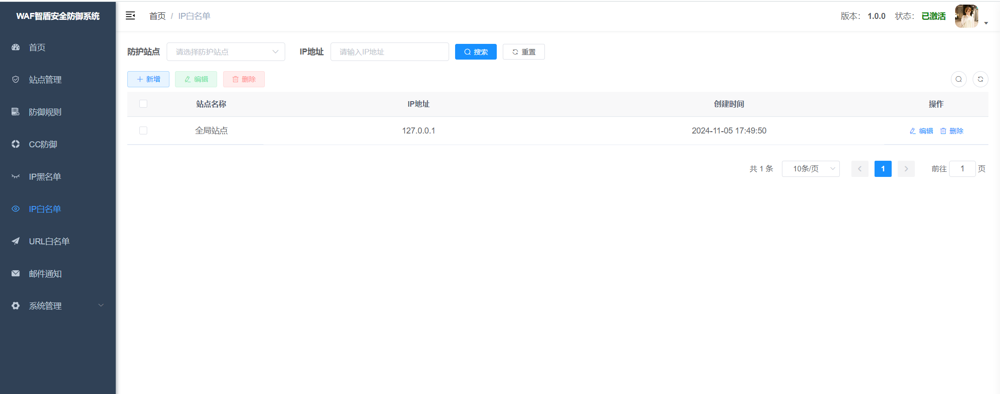 WAF智盾安全防御系统
首页
站点管理
防御规则
CC防御
IP黑名单
IP白名单
URL白名单
邮件通知
系统管理
首页 / IP白名单
版本： 1.0.0 状态： 已激活
防护站点 请选择防护站点 IP地址 请输入IP地址 搜索 重置
新增 编辑 删除
站点名称 IP地址 创建时间 操作
全局站点 127.0.0.1 2024-11-05 17:49:50 编辑 删除
共 1 条 10条/页 1 前往 1 页